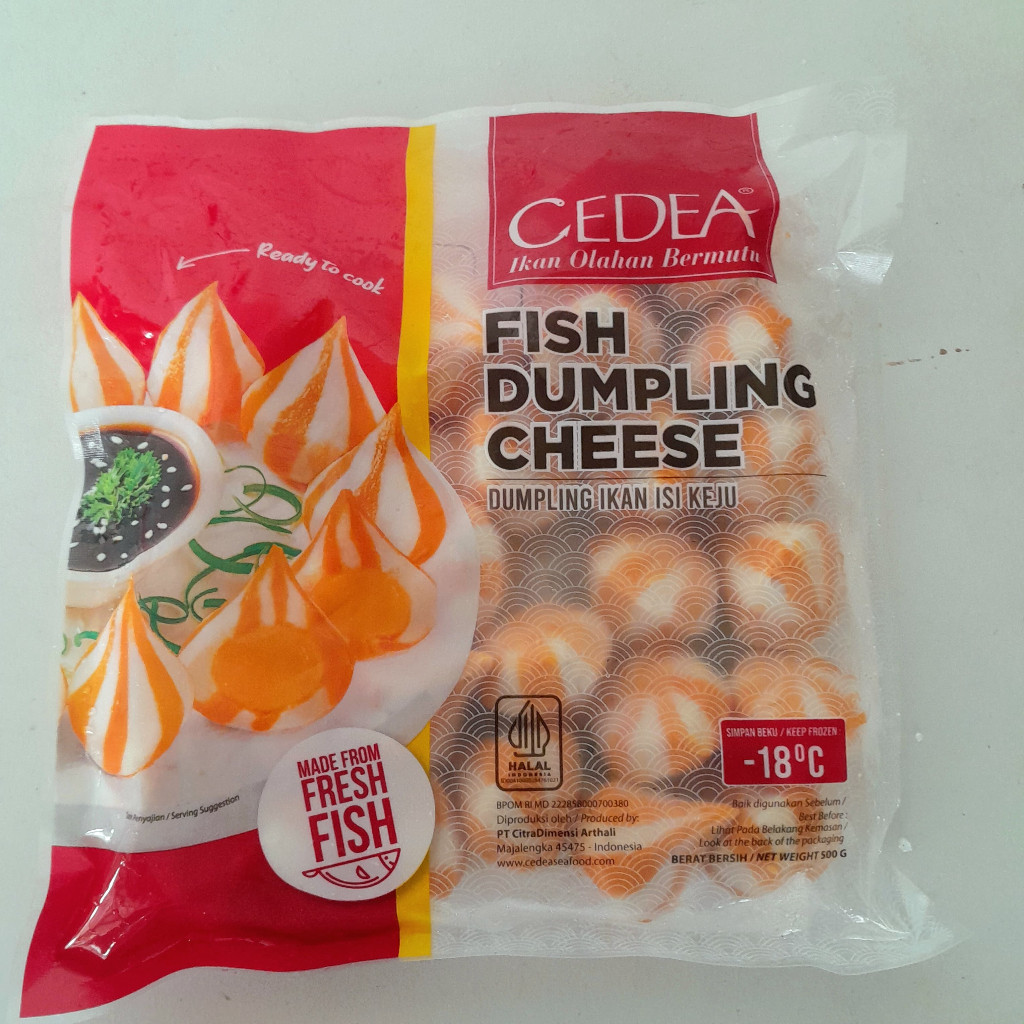 CEDEA®
Ikan Olahan Bermutu
Ready to cook
FISH
DUMPLING
CHEESE
DUMPLING IKAN ISI KEJU
MADE FROM
FRESH
FISH
Penyajian / Serving Suggestion
HALAL
INDONESIA
BPOM RI MD 222858000700380
Diproduksi oleh / Produced by:
PT CitraDimensi Arthali
Majalengka 45475 - Indonesia
www.cedeaseafood.com
SIMPAN BEKU / KEEP FROZEN :
-18ºC
Baik digunakan Sebelum /
Best Before :
Lihat Pada Belakang Kemasan /
Look at the back of the packaging
BERAT BERSIH / NET WEIGHT 500 G